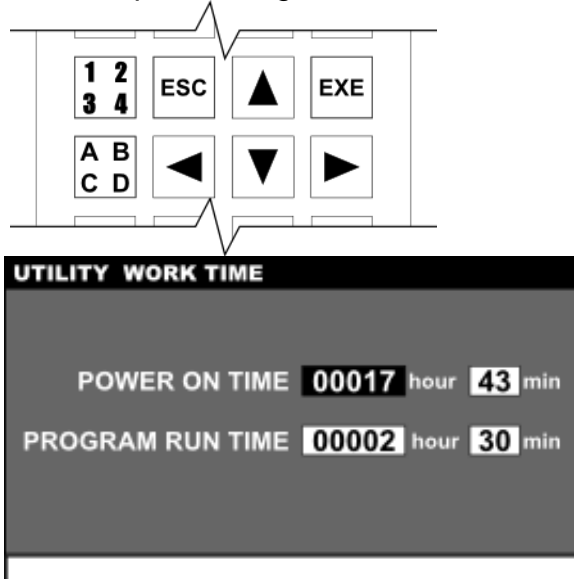 1 2
3 4
ESC
EXE
A B
C D
UTILITY WORK TIME
POWER ON TIME 00017 hour 43 min
PROGRAM RUN TIME 00002 hour 30 min